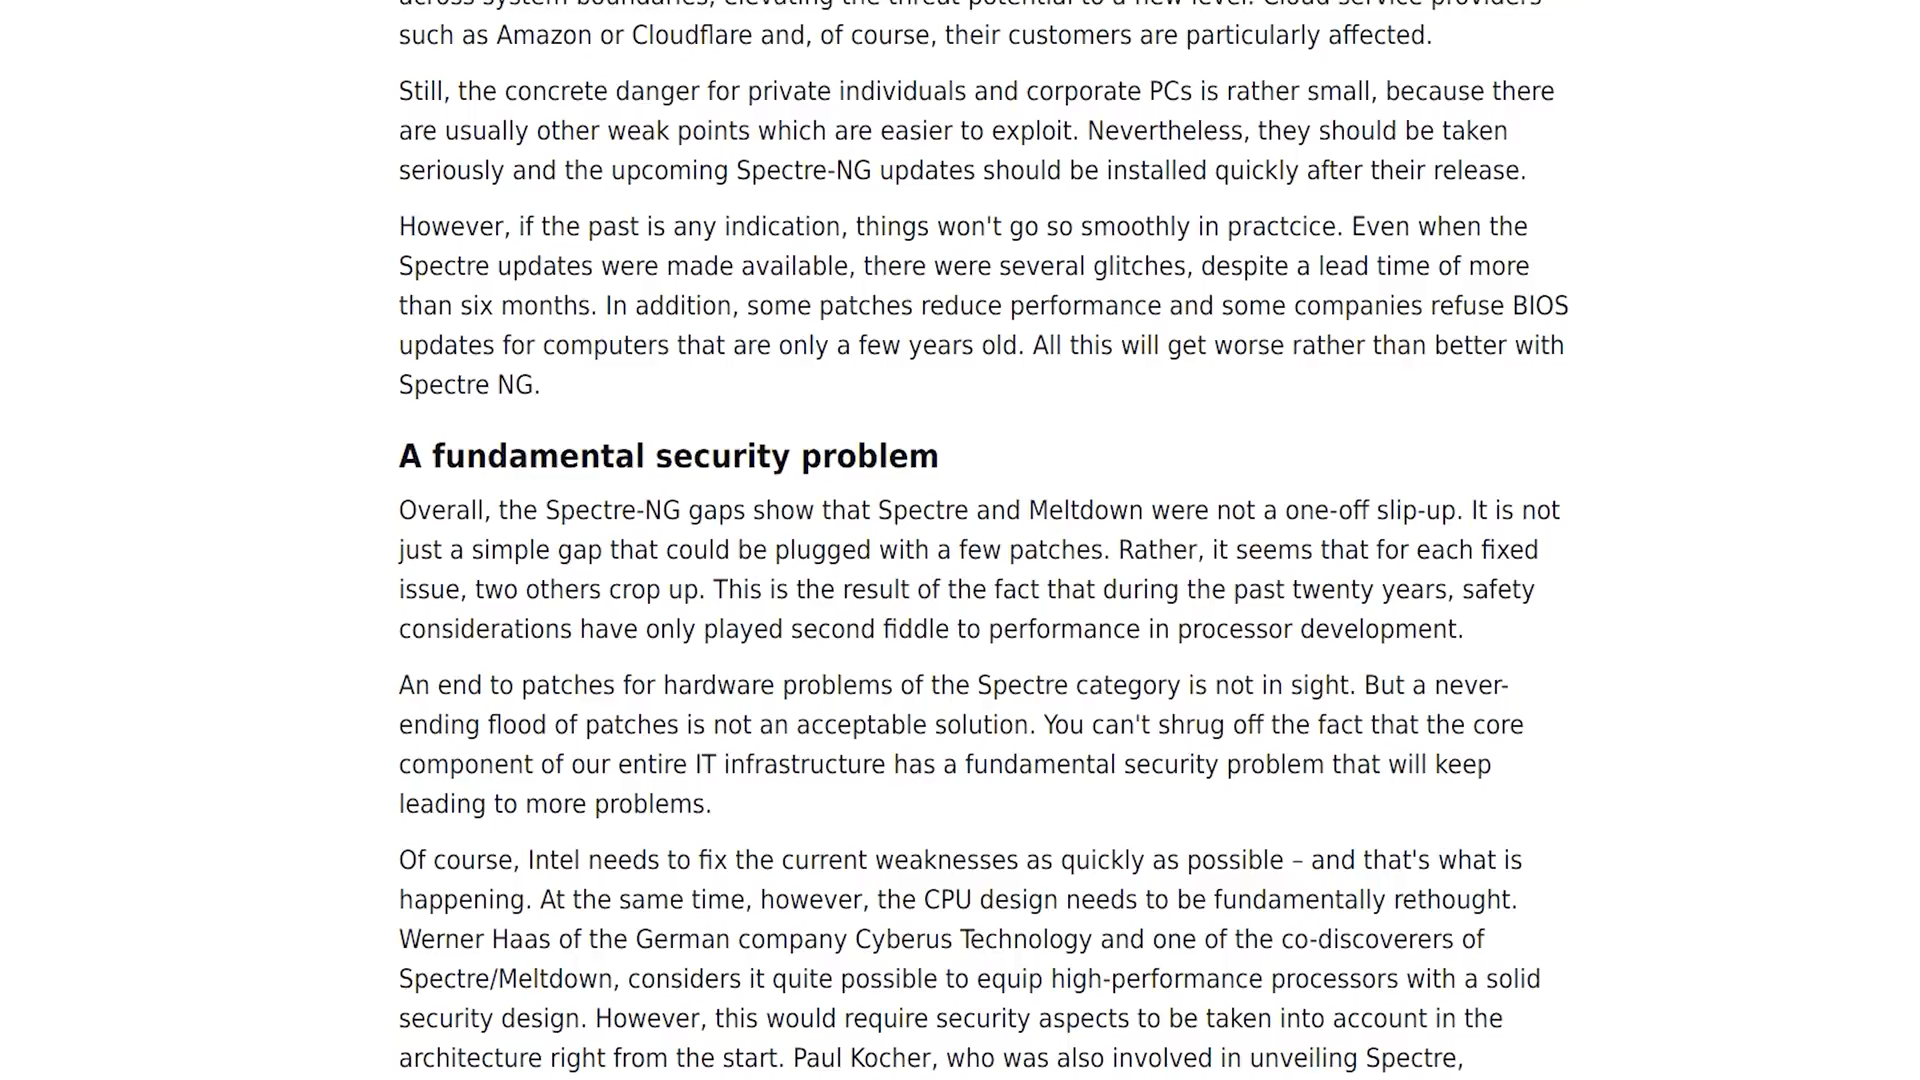 across system boundaries, elevating the threat potential to a new level. Cloud service providers
such as Amazon or Cloudflare and, of course, their customers are particularly affected.
Still, the concrete danger for private individuals and corporate PCs is rather small, because there
are usually other weak points which are easier to exploit. Nevertheless, they should be taken
seriously and the upcoming Spectre-NG updates should be installed quickly after their release.
However, if the past is any indication, things won't go so smoothly in practcice. Even when the
Spectre updates were made available, there were several glitches, despite a lead time of more
than six months. In addition, some patches reduce performance and some companies refuse BIOS
updates for computers that are only a few years old. All this will get worse rather than better with
Spectre NG.
A fundamental security problem
Overall, the Spectre-NG gaps show that Spectre and Meltdown were not a one-off slip-up. It is not
just a simple gap that could be plugged with a few patches. Rather, it seems that for each fixed
issue, two others crop up. This is the result of the fact that during the past twenty years, safety
considerations have only played second fiddle to performance in processor development.
An end to patches for hardware problems of the Spectre category is not in sight. But a never-
ending flood of patches is not an acceptable solution. You can't shrug off the fact that the core
component of our entire IT infrastructure has a fundamental security problem that will keep
leading to more problems.
Of course, Intel needs to fix the current weaknesses as quickly as possible – and that's what is
happening. At the same time, however, the CPU design needs to be fundamentally rethought.
Werner Haas of the German company Cyberus Technology and one of the co-discoverers of
Spectre/Meltdown, considers it quite possible to equip high-performance processors with a solid
security design. However, this would require security aspects to be taken into account in the
architecture right from the start. Paul Kocher, who was also involved in unveiling Spectre,